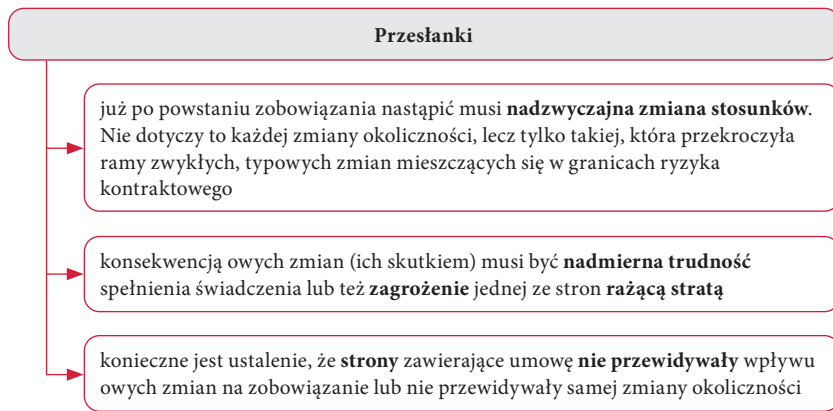 Przesłanki
już po powstaniu zobowiązania nastąpić musi nadzwyczajna zmiana stosunków.
Nie dotyczy to każdej zmiany okoliczności, lecz tylko takiej, która przekroczyła
ramy zwykłych, typowych zmian mieszczących się w granicach ryzyka
kontraktowego
konsekwencją owych zmian (ich skutkiem) musi być nadmierna trudność
spełnienia świadczenia lub też zagrożenie jednej ze stron rażącą stratą
konieczne jest ustalenie, że strony zawierające umowę nie przewidywały wpływu
owych zmian na zobowiązanie lub nie przewidywały samej zmiany okoliczności